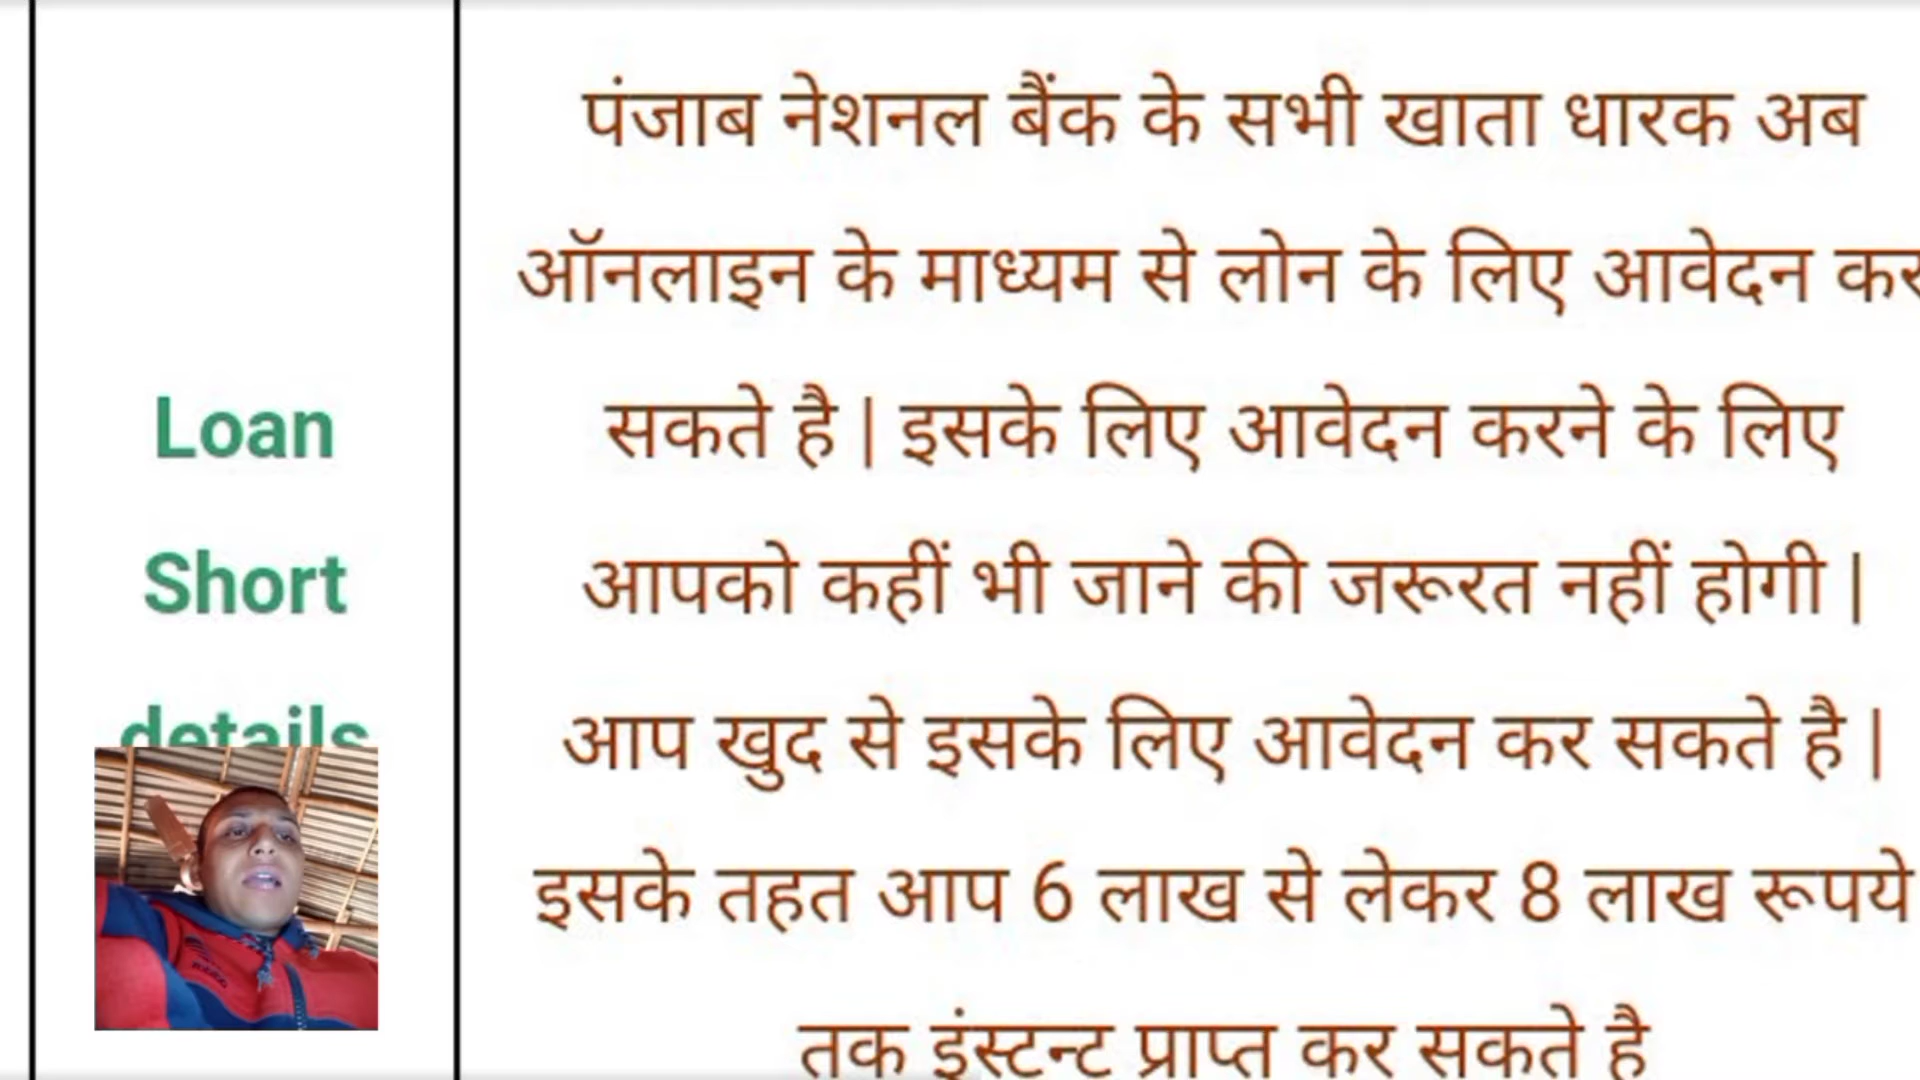 Loan
Short
details
पंजाब नेशनल बैंक के सभी खाता धारक अब
ऑनलाइन के माध्यम से लोन के लिए आवेदन कर
सकते है | इसके लिए आवेदन करने के लिए
आपको कहीं भी जाने की जरूरत नहीं होगी |
आप खुद से इसके लिए आवेदन कर सकते है |
इसके तहत आप 6 लाख से लेकर 8 लाख रूपये
तक इंस्टन्ट प्राप्त कर सकते है